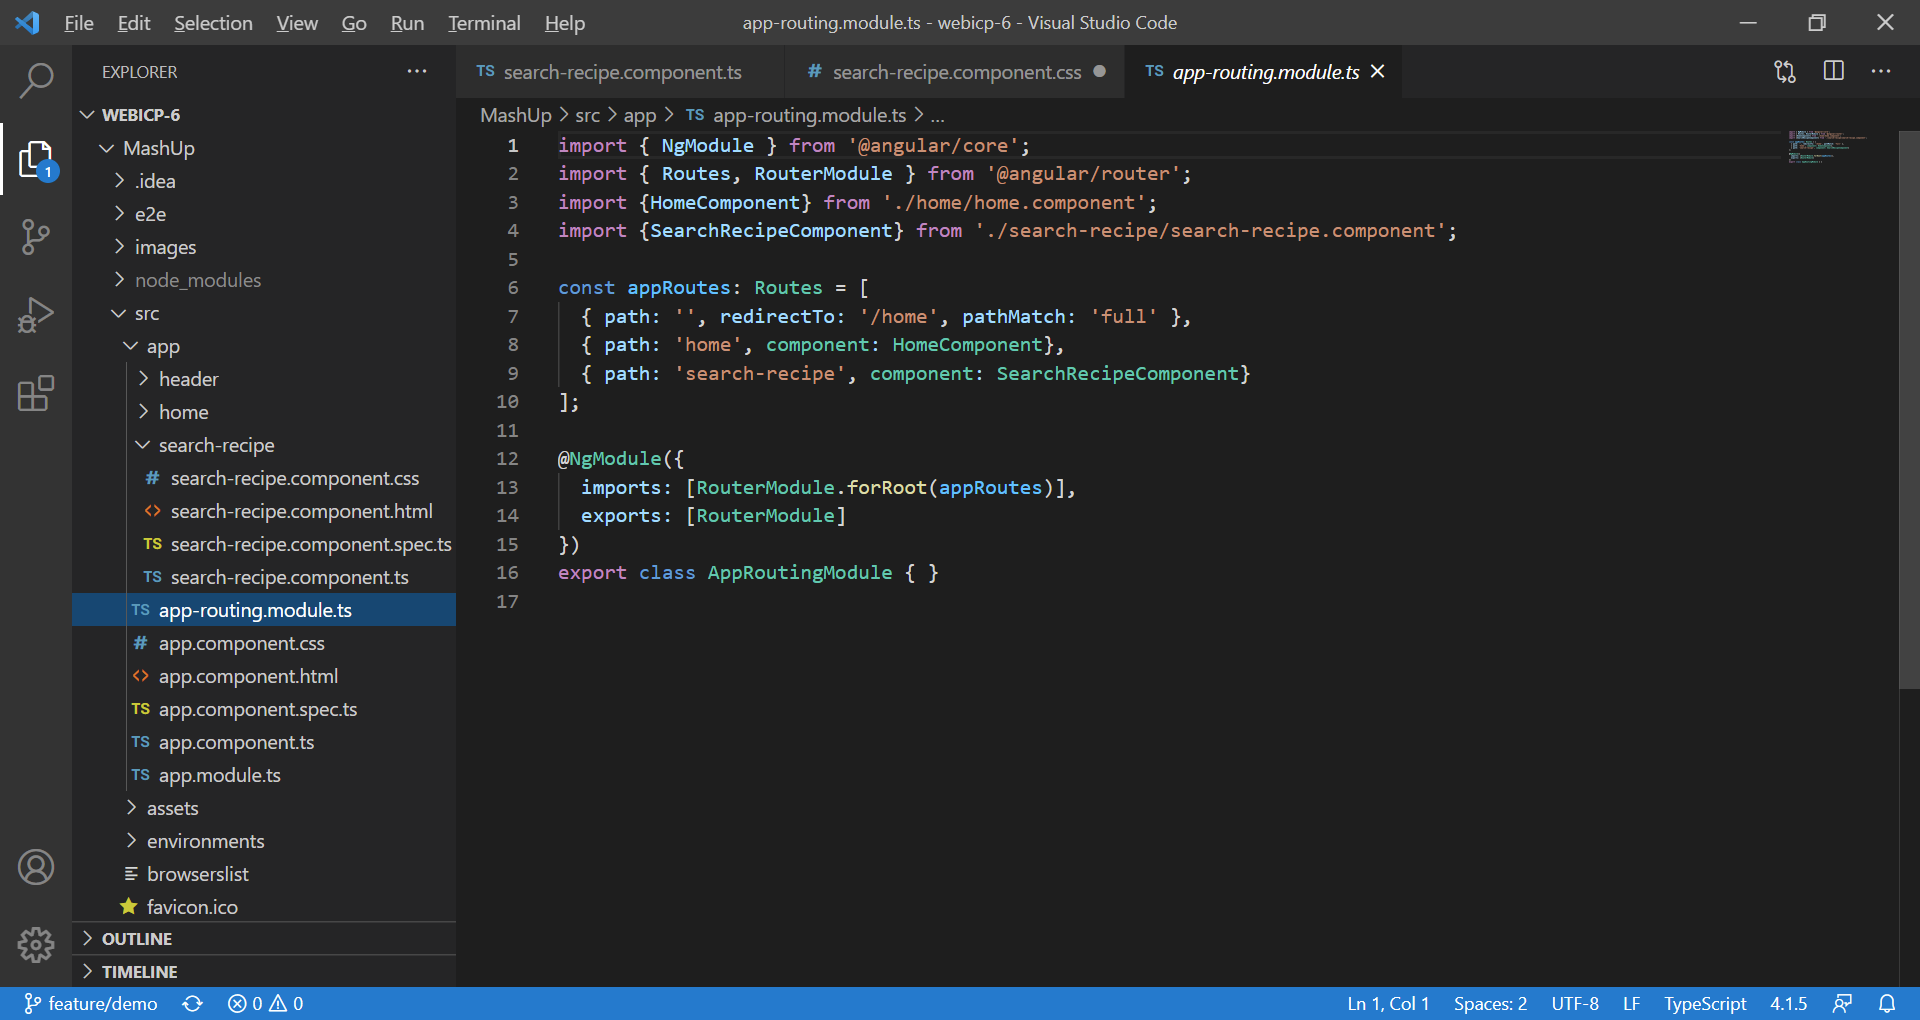 File Edit Selection View Go Run Terminal Help
app-routing.module.ts - webicp-6 - Visual Studio Code
EXPLORER
WEBICP-6
MashUp
.idea
e2e
images
node_modules
src
app
header
home
search-recipe
# search-recipe.component.css
<> search-recipe.component.html
TS search-recipe.component.spec.ts
TS search-recipe.component.ts
TS app-routing.module.ts
# app.component.css
<> app.component.html
TS app.component.spec.ts
TS app.component.ts
TS app.module.ts
assets
environments
browserslist
favicon.ico
OUTLINE
TIMELINE
1
TS search-recipe.component.ts
# search-recipe.component.css
TS app-routing.module.ts
MashUp > src > app > TS app-routing.module.ts > ...
1 import { NgModule } from '@angular/core';
2 import { Routes, RouterModule } from '@angular/router';
3 import {HomeComponent} from './home/home.component';
4 import {SearchRecipeComponent} from './search-recipe/search-recipe.component';
5
6 const appRoutes: Routes = [
7 { path: '', redirectTo: '/home', pathMatch: 'full' },
8 { path: 'home', component: HomeComponent},
9 { path: 'search-recipe', component: SearchRecipeComponent}
10 ];
11
12 @NgModule({
13 imports: [RouterModule.forRoot(appRoutes)],
14 exports: [RouterModule]
15 })
16 export class AppRoutingModule { }
17
feature/demo 0 0
Ln 1, Col 1 Spaces: 2 UTF-8 LF TypeScript 4.1.5